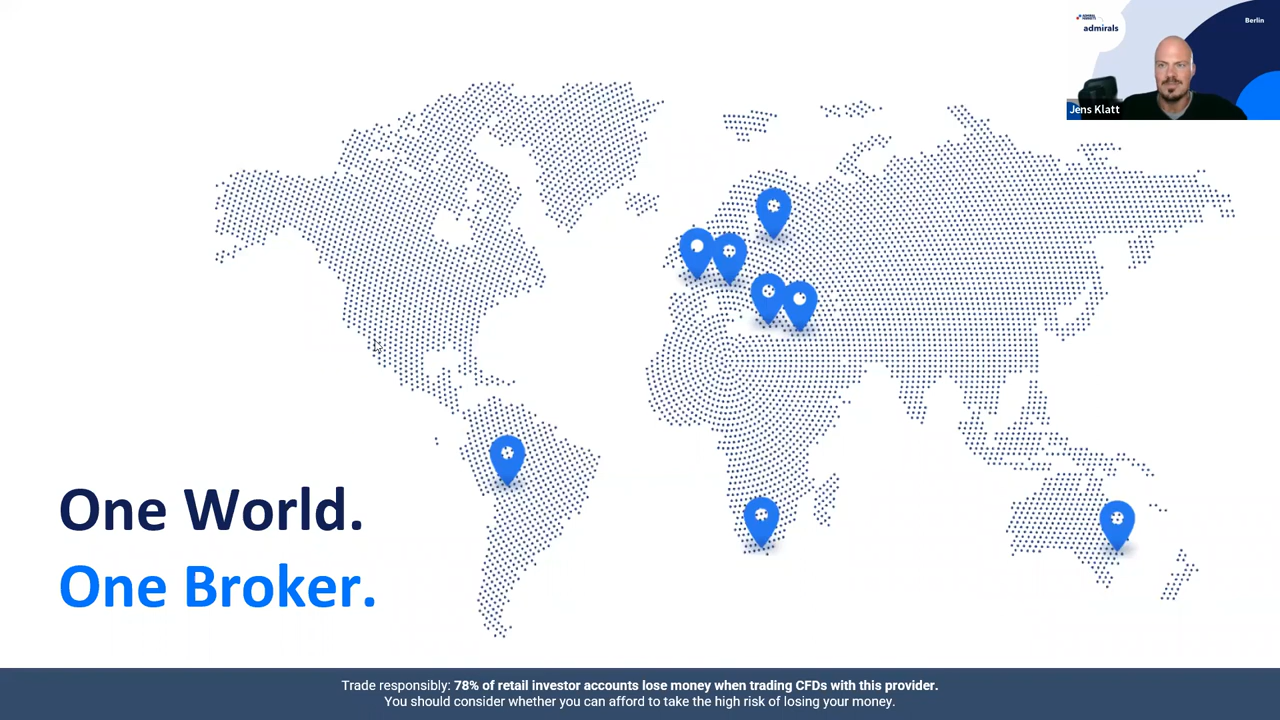 Berlin
admirals
Jens Klatt
One World.
One Broker.
Trade responsibly: 78% of retail investor accounts lose money when trading CFDs with this provider.
You should consider whether you can afford to take the high risk of losing your money.